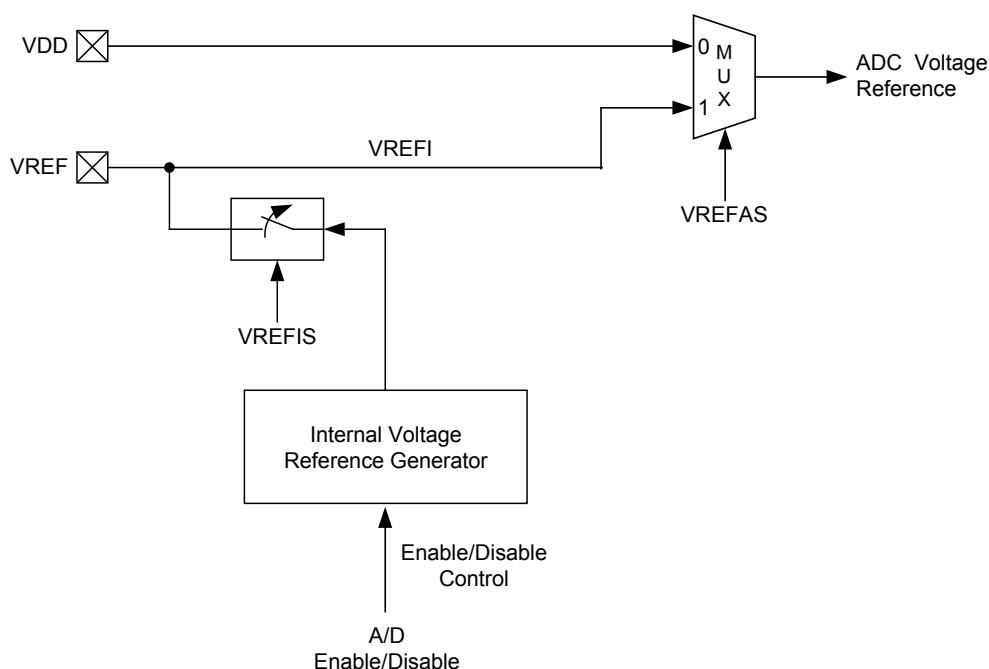 VDD
0
M
U
X
1
ADC Voltage
Reference
VREF
VREFI
VREFAS
VREFIS
Internal Voltage
Reference Generator
Enable/Disable
Control
A/D
Enable/Disable